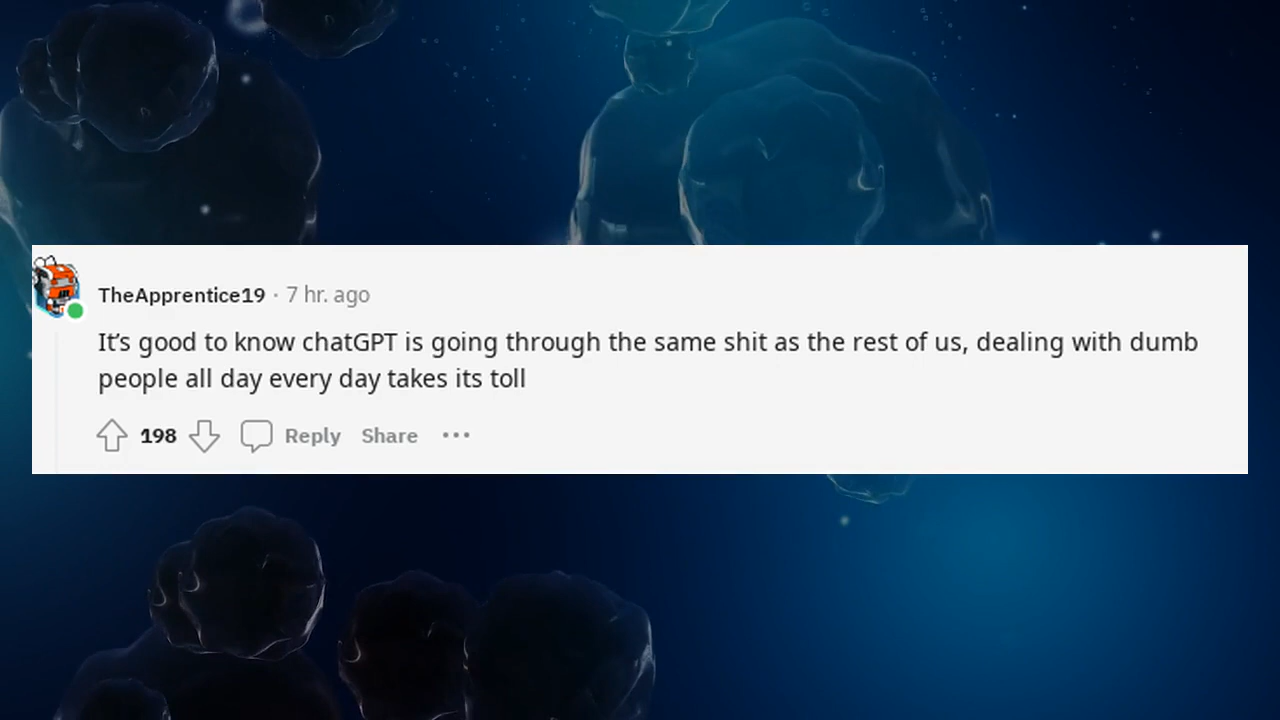 TheApprentice19 · 7 hr. ago
It’s good to know chatGPT is going through the same shit as the rest of us, dealing with dumb
people all day every day takes its toll
198 Reply Share ···